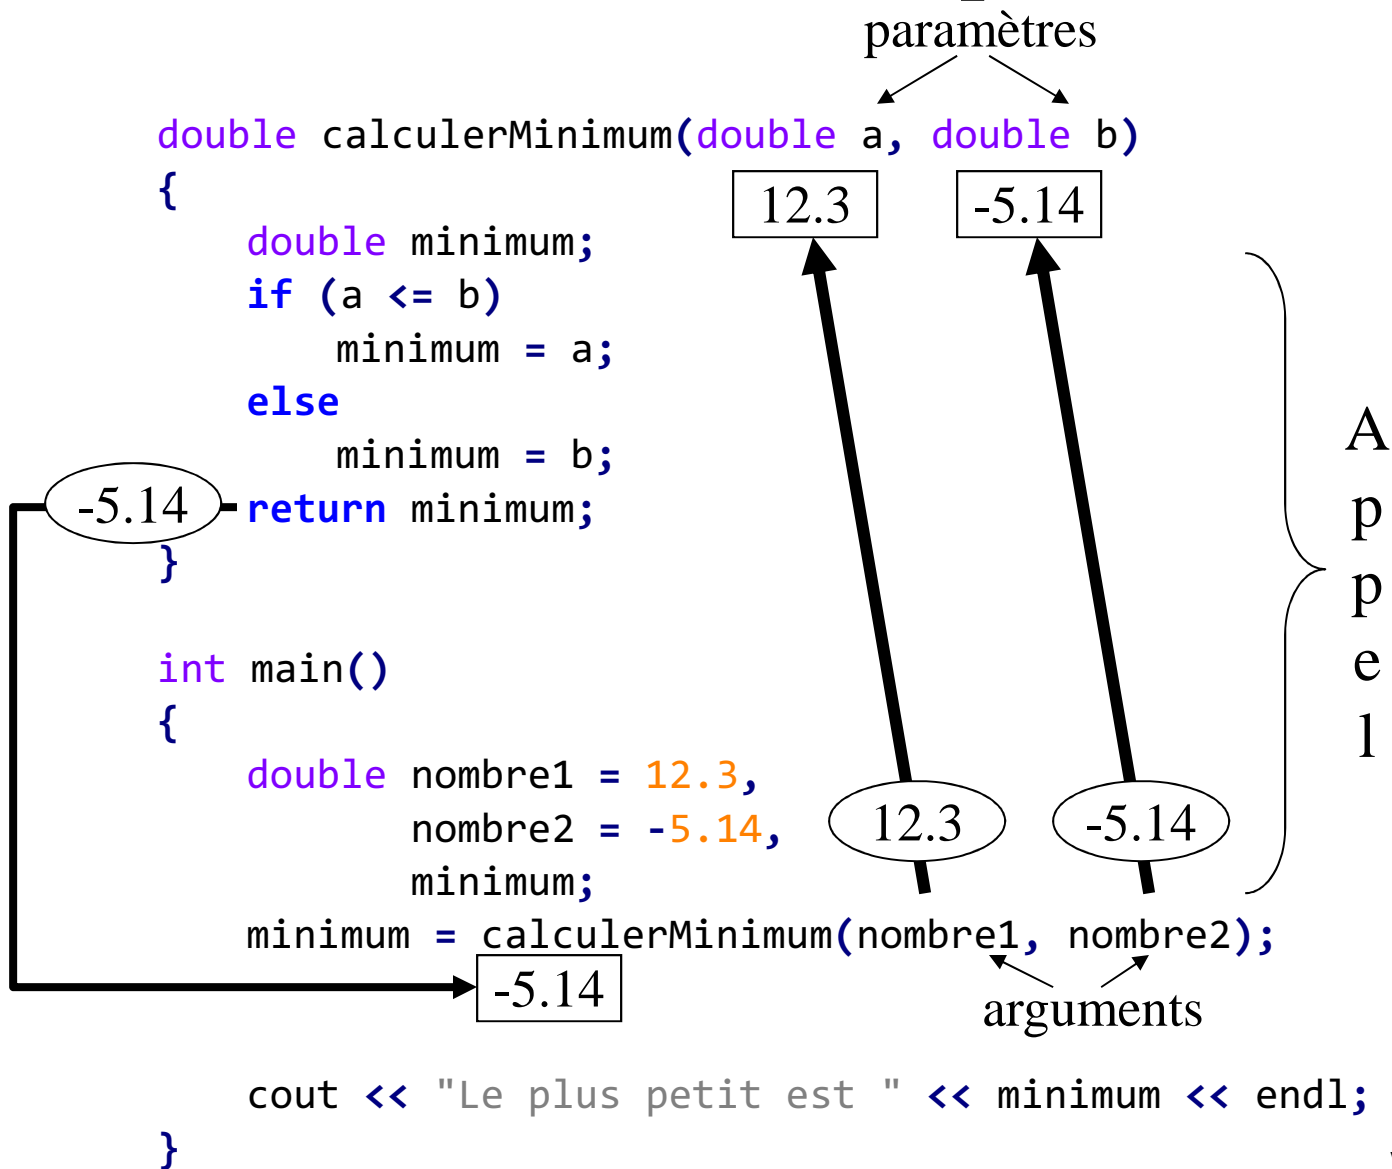 paramètres
double calculerMinimum(double a, double b)
{
12.3 -5.14
double minimum;
if (a <= b)
minimum = a;
else
minimum = b;
-5.14 return minimum;
}
Appel
int main()
{
double nombre1 = 12.3,
nombre2 = -5.14,
12.3 -5.14
minimum;
minimum = calculerMinimum(nombre1, nombre2);
-5.14
arguments
cout << "Le plus petit est " << minimum << endl;
}